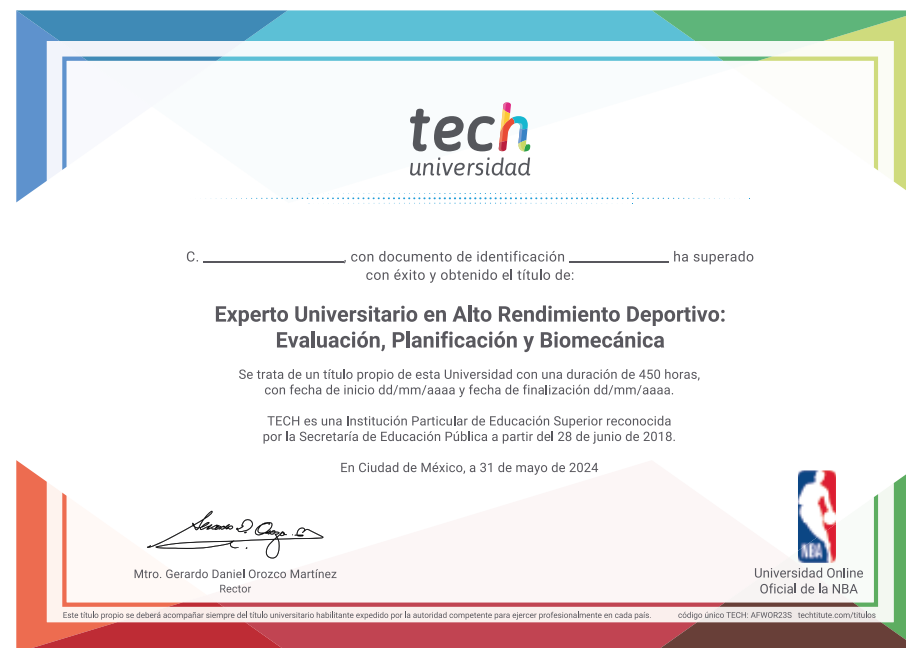 tech
universidad
C. ____________, con documento de identificación ____________ ha superado
con éxito y obtenido el título de:
Experto Universitario en Alto Rendimiento Deportivo:
Evaluación, Planificación y Biomecánica
Se trata de un título propio de esta Universidad con una duración de 450 horas,
con fecha de inicio dd/mm/aaaa y fecha de finalización dd/mm/aaaa.
TECH es una Institución Particular de Educación Superior reconocida
por la Secretaría de Educación Pública a partir del 28 de junio de 2018.
En Ciudad de México, a 31 de mayo de 2024
Mtro. Gerardo Daniel Orozco Martínez
Rector
NBA
Universidad Online
Oficial de la NBA
Este título propio se deberá acompañar siempre del título universitario habilitante expedido por la autoridad competente para ejercer profesionalmente en cada país. código único TECH: AFWOR23S techtitute.com/titulos